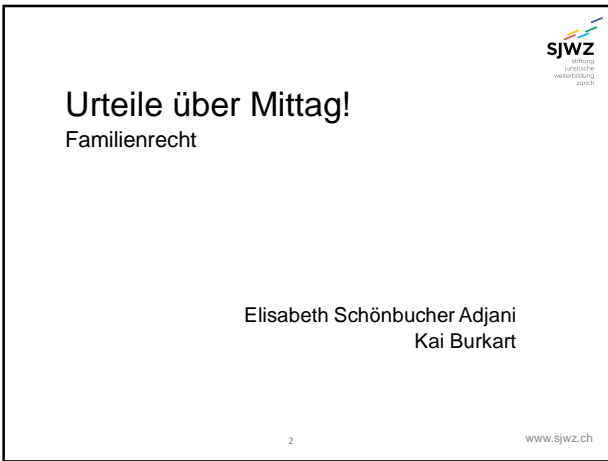 sjwz
stiftung
juristische
weiterbildung
zürich
Urteile über Mittag!
Familienrecht
Elisabeth Schönbucher Adjani
Kai Burkart
2
www.sjwz.ch